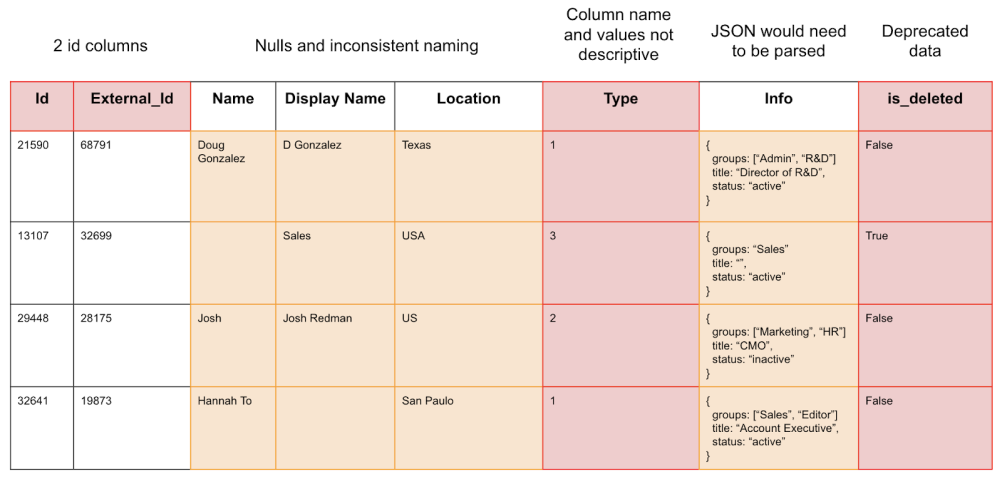 2 id columns
Nulls and inconsistent naming
Column name
and values not
descriptive
JSON would need
to be parsed
Deprecated
data
Id External_Id Name Display Name Location Type Info is_deleted
21590 68791 Doug
Gonzalez
D Gonzalez Texas 1
{
groups: [“Admin”, “R&D”]
title: “Director of R&D”,
status: “active”
}
False
13107 32699 Sales USA 3
{
groups: “Sales”
title: “”,
status: “active”
}
True
29448 28175 Josh Josh Redman US 2
{
groups: [“Marketing”, “HR”]
title: “CMO”,
status: “inactive”
}
False
32641 19873 Hannah To San Paulo 1
{
groups: [“Sales”, “Editor”]
title: “Account Executive”,
status: “active”
}
False